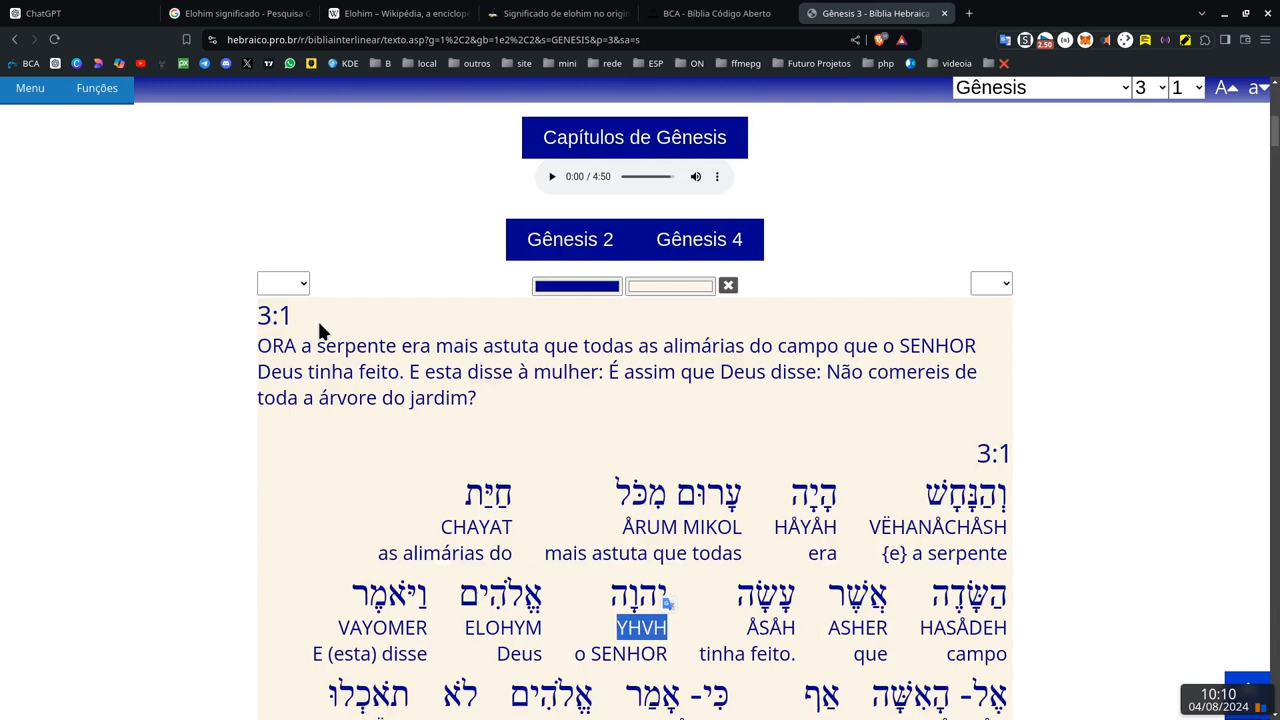 ChatGPT
Elohim significado - Pesquisa G
Elohim – Wikipédia, a enciclope
Significado de elohim no origin
BCA - Bíblia Código Aberto
Gênesis 3 - Bíblia Hebraica
hebraico.pro.br/r/bibliainterlinear/texto.asp?g=1%2C2&gb=1e2%2C2&s=GENESIS&p=3&sa=s
2.50
BCA
KDE
B
local
outros
site
mini
rede
ESP
ON
ffmepg
Futuro Projetos
php
videoia
Menu
Funções
Gênesis
3
1
A
a
Capítulos de Gênesis
0:00 / 4:50
Gênesis 2 Gênesis 4
3:1
ORA a serpente era mais astuta que todas as alimárias do campo que o SENHOR
Deus tinha feito. E esta disse à mulher: É assim que Deus disse: Não comereis de
toda a árvore do jardim?
3:1
וְהַנָּחָשׁ הָיָה עָרוּם מִכֹּל חַיַּת
CHAYAT ÅRUM MIKOL HÅYÅH VËHANÅCHÅSH
as alimárias do mais astuta que todas era {e} a serpente
הַשָּׂדֶה אֲשֶׁר עָשָׂה יהוָה אֱלֹהִים וַיֹּאמֶר
VAYOMER ELOHYM YHVH ÅSÅH ASHER HASÅDEH
E (esta) disse Deus o SENHOR tinha feito. que campo
אֶל- הָאִשָּׁה אַף כִּי- אָמַר אֱלֹהִים לֹא תֹאכְלוּ
10:10
04/08/2024